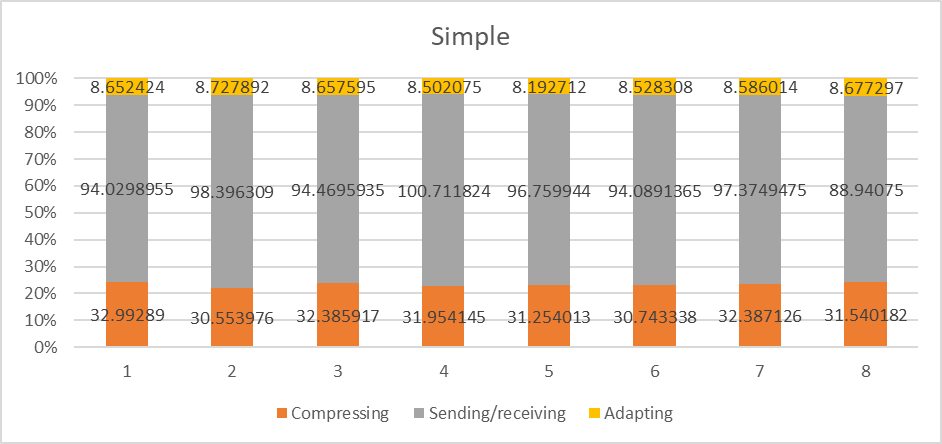 Simple
100%
90%
80%
70%
60%
50%
40%
30%
20%
10%
0%
8.652424 8.727892 8.657595 8.502075 8.192712 8.528308 8.586014 8.677297
94.0298955 98.396309 94.4695935 100.711824 96.759944 94.0891365 97.3749475 88.94075
32.99289 30.553976 32.385917 31.954145 31.254013 30.743338 32.387126 31.540182
1 2 3 4 5 6 7 8
Compressing Sending/receiving Adapting